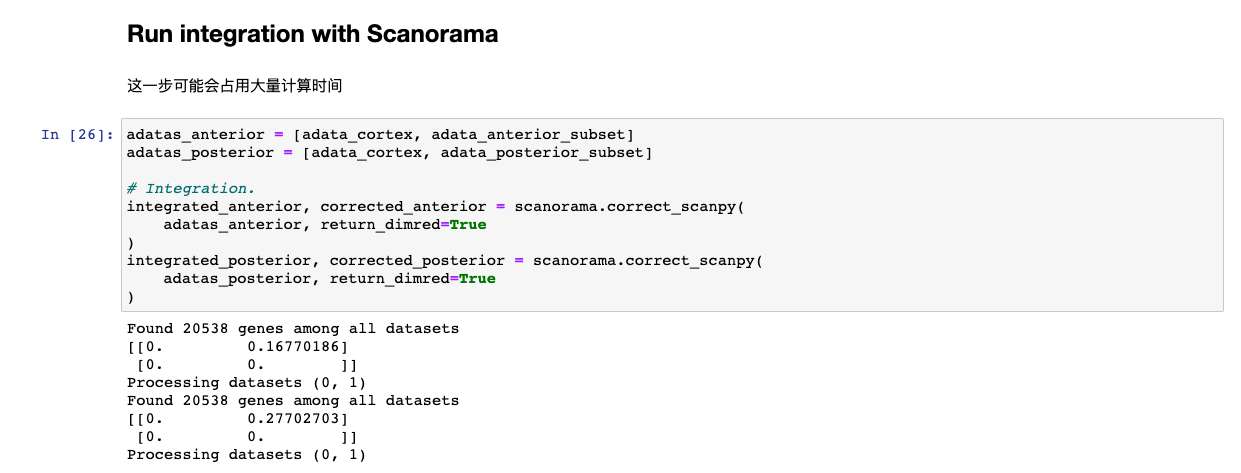 Run integration with Scanorama
这一步可能会占用大量计算时间
In [26]:
adatas_anterior = [adata_cortex, adata_anterior_subset]
adatas_posterior = [adata_cortex, adata_posterior_subset]
# Integration.
integrated_anterior, corrected_anterior = scanorama.correct_scanpy(
    adatas_anterior, return_dimred=True
)
integrated_posterior, corrected_posterior = scanorama.correct_scanpy(
    adatas_posterior, return_dimred=True
)
Found 20538 genes among all datasets
[[0.         0.16770186]
 [0.         0.        ]]
Processing datasets (0, 1)
Found 20538 genes among all datasets
[[0.         0.27702703]
 [0.         0.        ]]
Processing datasets (0, 1)